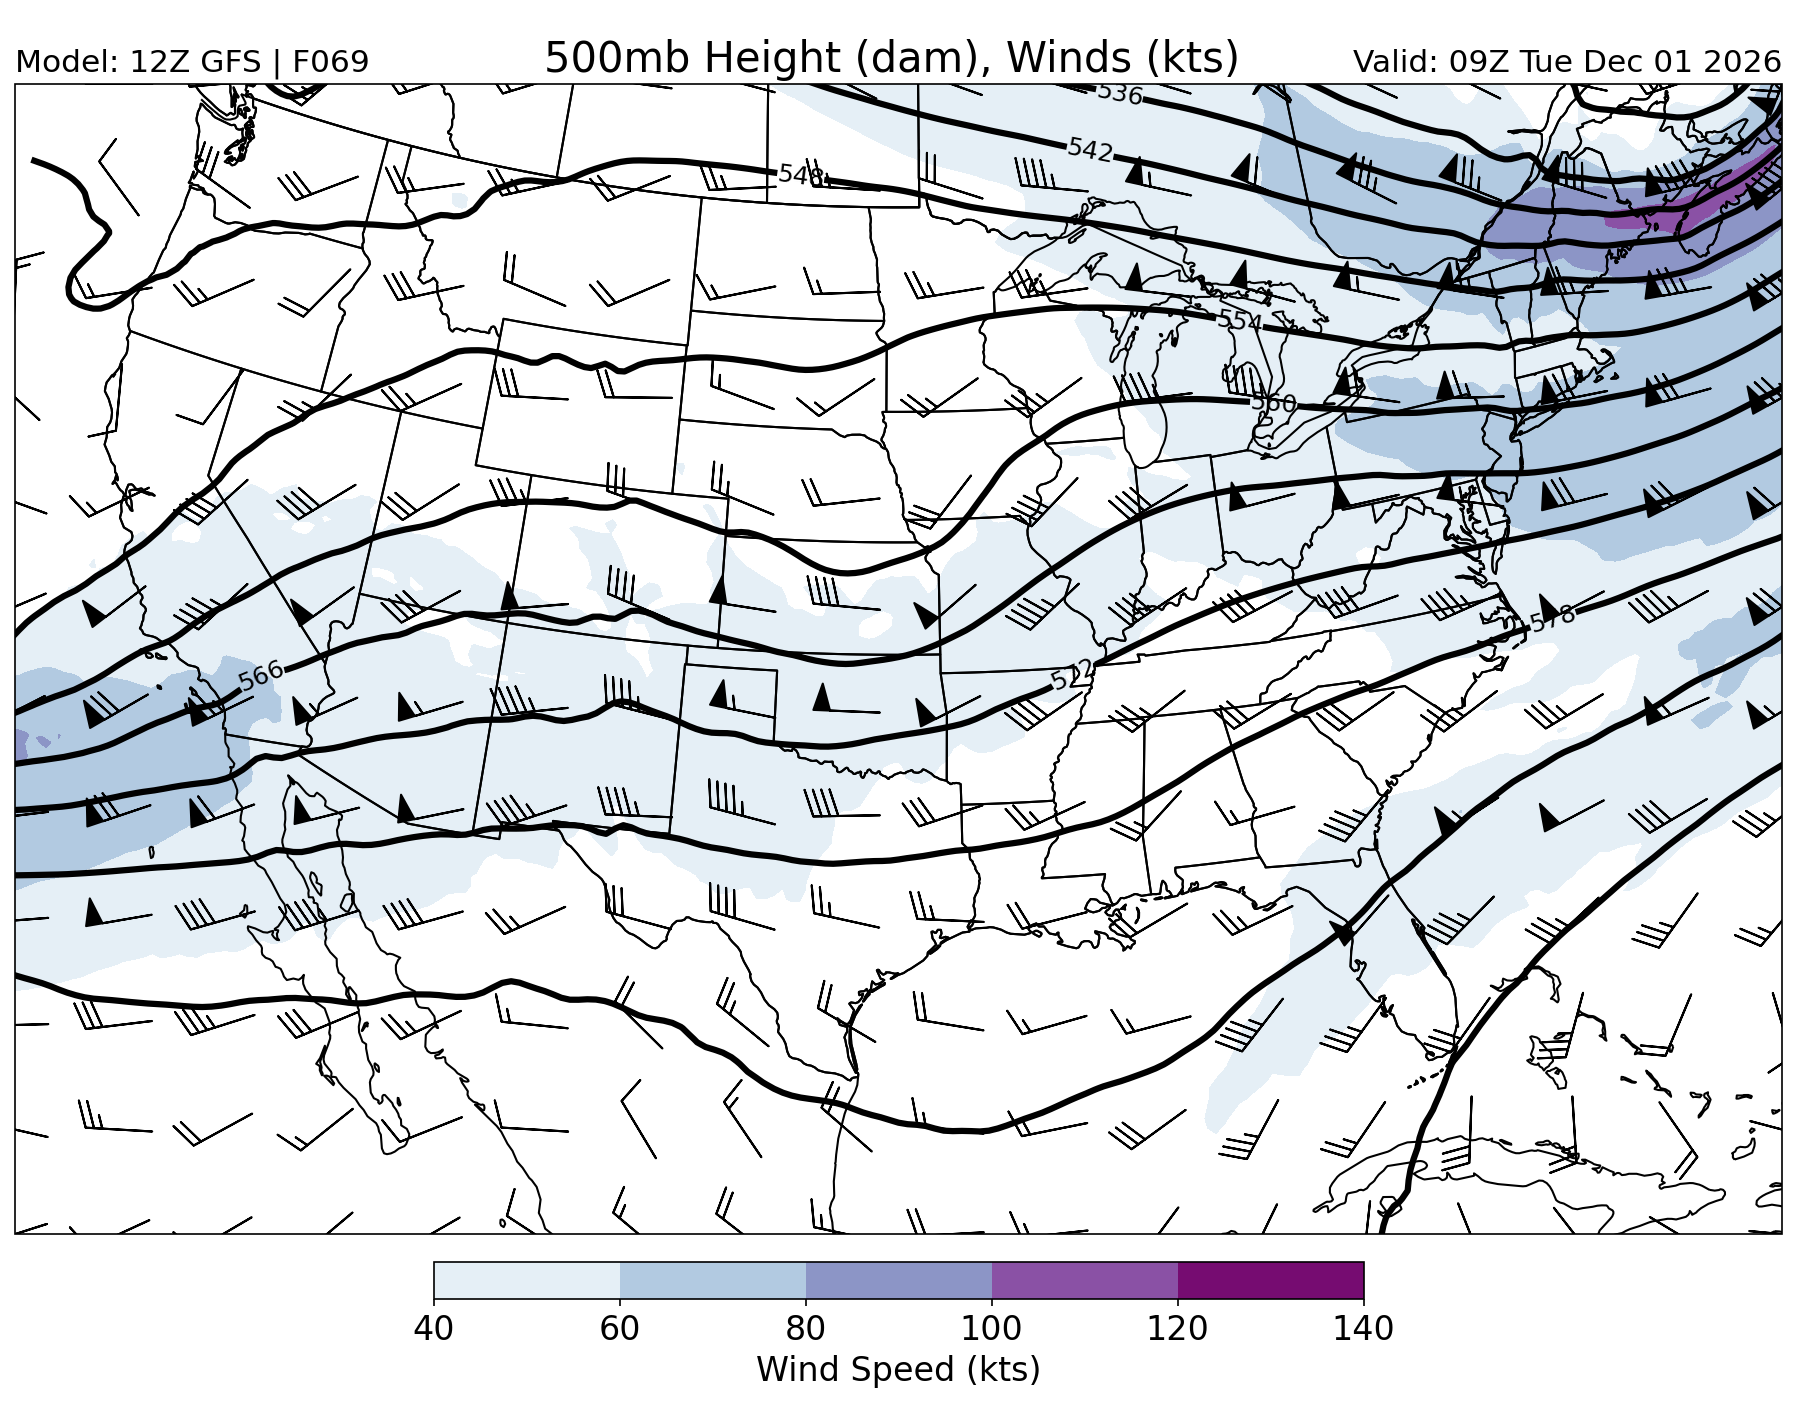 Model: 12Z GFS | F069
500mb Height (dam), Winds (kts)
Valid: 09Z Tue Dec 01 2026
536
542
548
554
560
566
572
578
40 60 80 100 120 140
Wind Speed (kts)